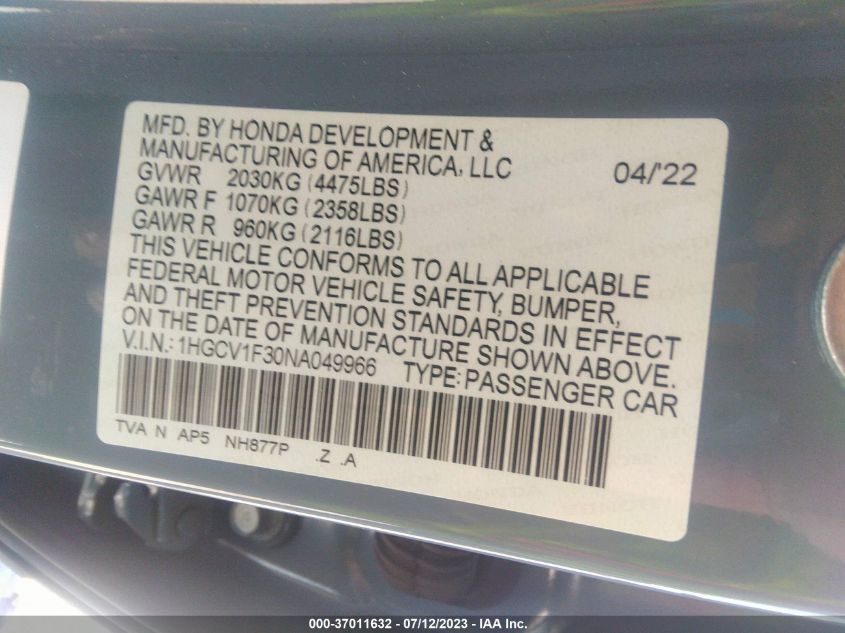 MFD. BY HONDA DEVELOPMENT &
MANUFACTURING OF AMERICA, LLC 04/'22
GVWR 2030KG (4475LBS)
GAWR F 1070KG (2358LBS)
GAWR R 960KG (2116LBS)
THIS VEHICLE CONFORMS TO ALL APPLICABLE
FEDERAL MOTOR VEHICLE SAFETY, BUMPER,
AND THEFT PREVENTION STANDARDS IN EFFECT
ON THE DATE OF MANUFACTURE SHOWN ABOVE.
V.I.N.: 1HGCV1F30NA049966 TYPE: PASSENGER CAR
TVA N AP5 NH877P .Z .A
000-37011632 - 07/12/2023 - IAA Inc.